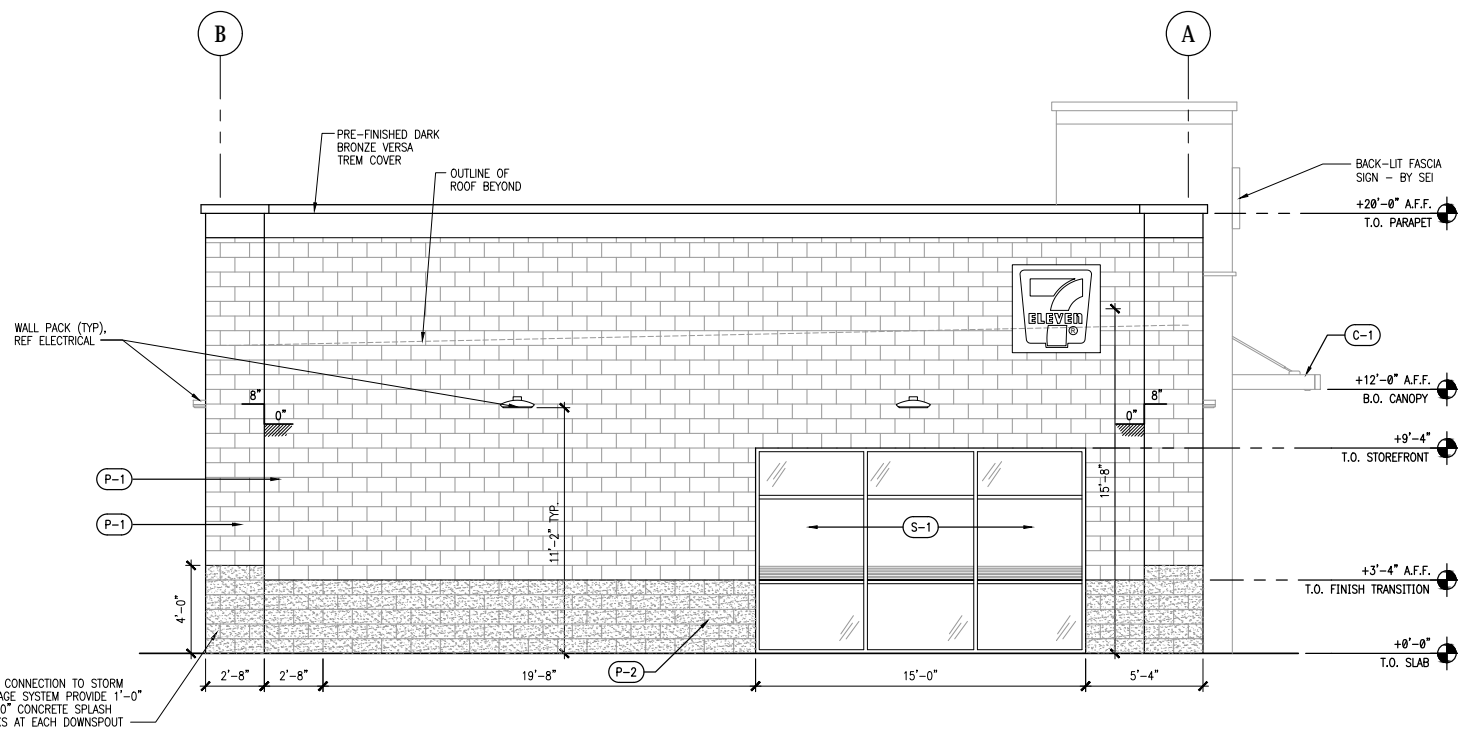 B
A
PRE-FINISHED DARK
BRONZE VERSA
TREM COVER
OUTLINE OF
ROOF BEYOND
BACK-LIT FASCIA
SIGN - BY SEI
+20'-0" A.F.F.
T.O. PARAPET
7
ELEVEn
®
WALL PACK (TYP),
REF ELECTRICAL
C-1
+12'-0" A.F.F.
B.O. CANOPY
8"
0"
8"
0"
+9'-4"
T.O. STOREFRONT
P-1
15'-8"
P-1
S-1
11'-2" TYP.
+3'-4" A.F.F.
T.O. FINISH TRANSITION
4'-0"
+0'-0"
T.O. SLAB
2'-8"
2'-8"
19'-8"
P-2
15'-0"
5'-4"
CONNECTION TO STORM
AGE SYSTEM PROVIDE 1'-0"
0" CONCRETE SPLASH
KS AT EACH DOWNSPOUT